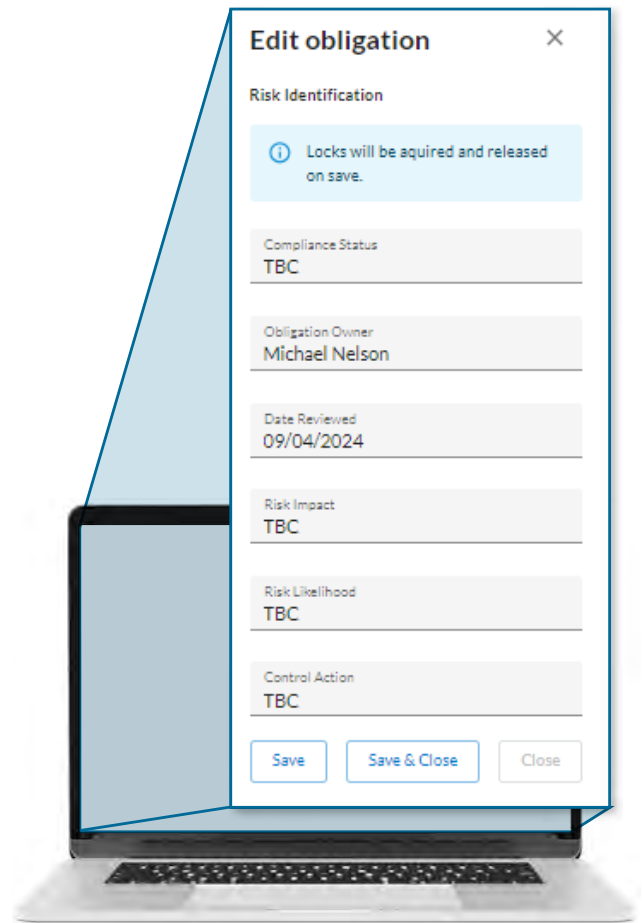 Edit obligation
Risk Identification
Locks will be aquired and released
on save.
Compliance Status
TBC
Obligation Owner
Michael Nelson
Date Reviewed
09/04/2024
Risk Impact
TBC
Risk Likelihood
TBC
Control Action
TBC
Save Save & Close Close